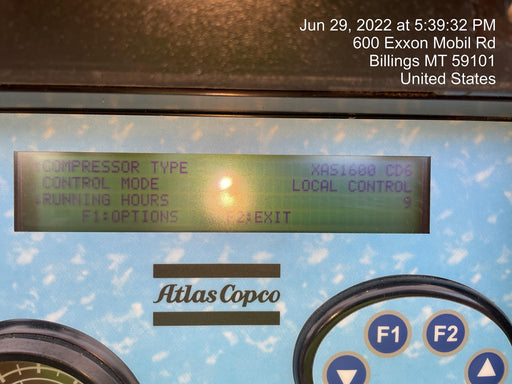 Jun 29, 2022 at 5:39:32 PM
600 Exxon Mobil Rd
Billings MT 59101
United States
COMPRESSOR TYPE XAS1600 CD6
CONTROL MODE LOCAL CONTROL
RUNNING HOURS 9
F1:OPTIONS F2:EXIT
Atlas Copco
F1 F2